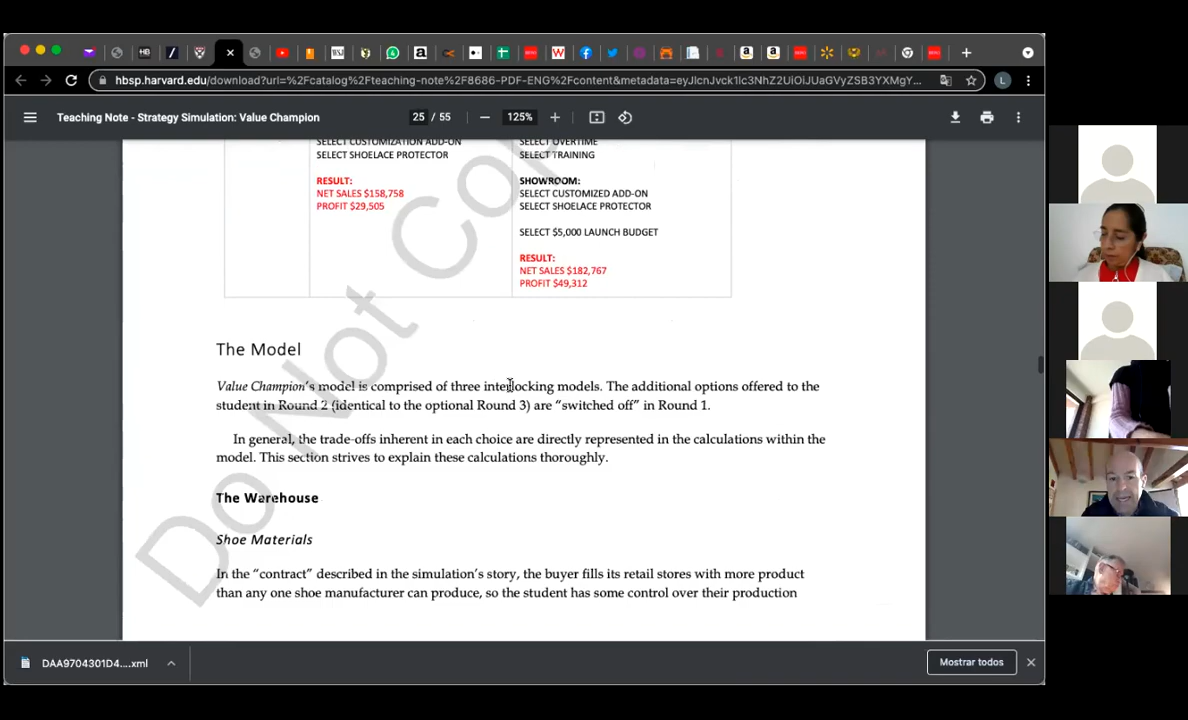 hbsp.harvard.edu/download?url=%2Fcatalog%2Fteaching-note%2F8686-PDF-ENG%2Fcontent&metadata=eyJlcnJvck1lc3NhZ2UiOiJUaGVyZSB3YXMgY...
L
Teaching Note - Strategy Simulation: Value Champion
25 / 55
125%
SELECT CUSTOMIZATION ADD-ON
SELECT SHOELACE PROTECTOR
RESULT:
NET SALES $158,758
PROFIT $29,505
SELECT OVERTIME
SELECT TRAINING
SHOWROOM:
SELECT CUSTOMIZED ADD-ON
SELECT SHOELACE PROTECTOR
SELECT $5,000 LAUNCH BUDGET
RESULT:
NET SALES $182,767
PROFIT $49,312
Do Not Cop
The Model
Value Champion's model is comprised of three interlocking models. The additional options offered to the
student in Round 2 (identical to the optional Round 3) are "switched off" in Round 1.
In general, the trade-offs inherent in each choice are directly represented in the calculations within the
model. This section strives to explain these calculations thoroughly.
The Warehouse
Shoe Materials
In the "contract" described in the simulation's story, the buyer fills its retail stores with more product
than any one shoe manufacturer can produce, so the student has some control over their production
DAA9704301D4....xml
Mostrar todos